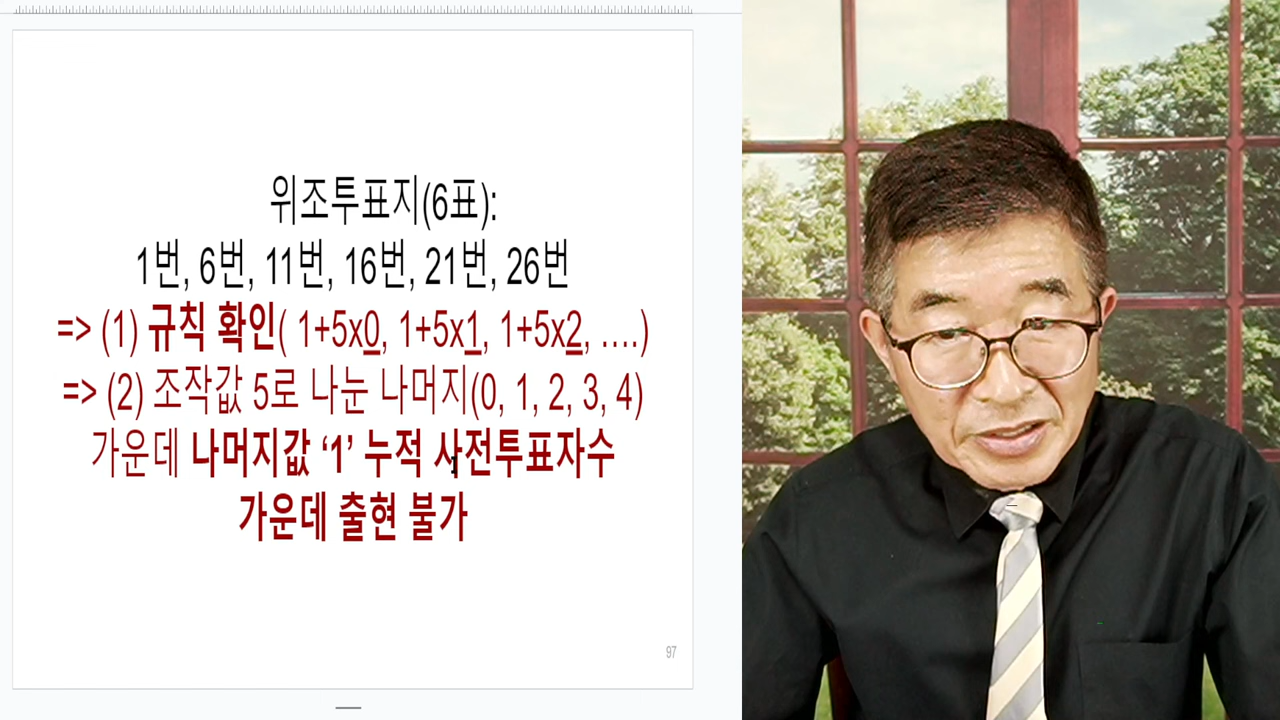 위조투표지(6표):
1번, 6번, 11번, 16번, 21번, 26번
=> (1) 규칙 확인( 1+5x0, 1+5x1, 1+5x2, ....)
=> (2) 조작값 5로 나눈 나머지(0, 1, 2, 3, 4)
가운데 나머지값 ‘1’ 누적 사전투표자수
가운데 출현 불가
97